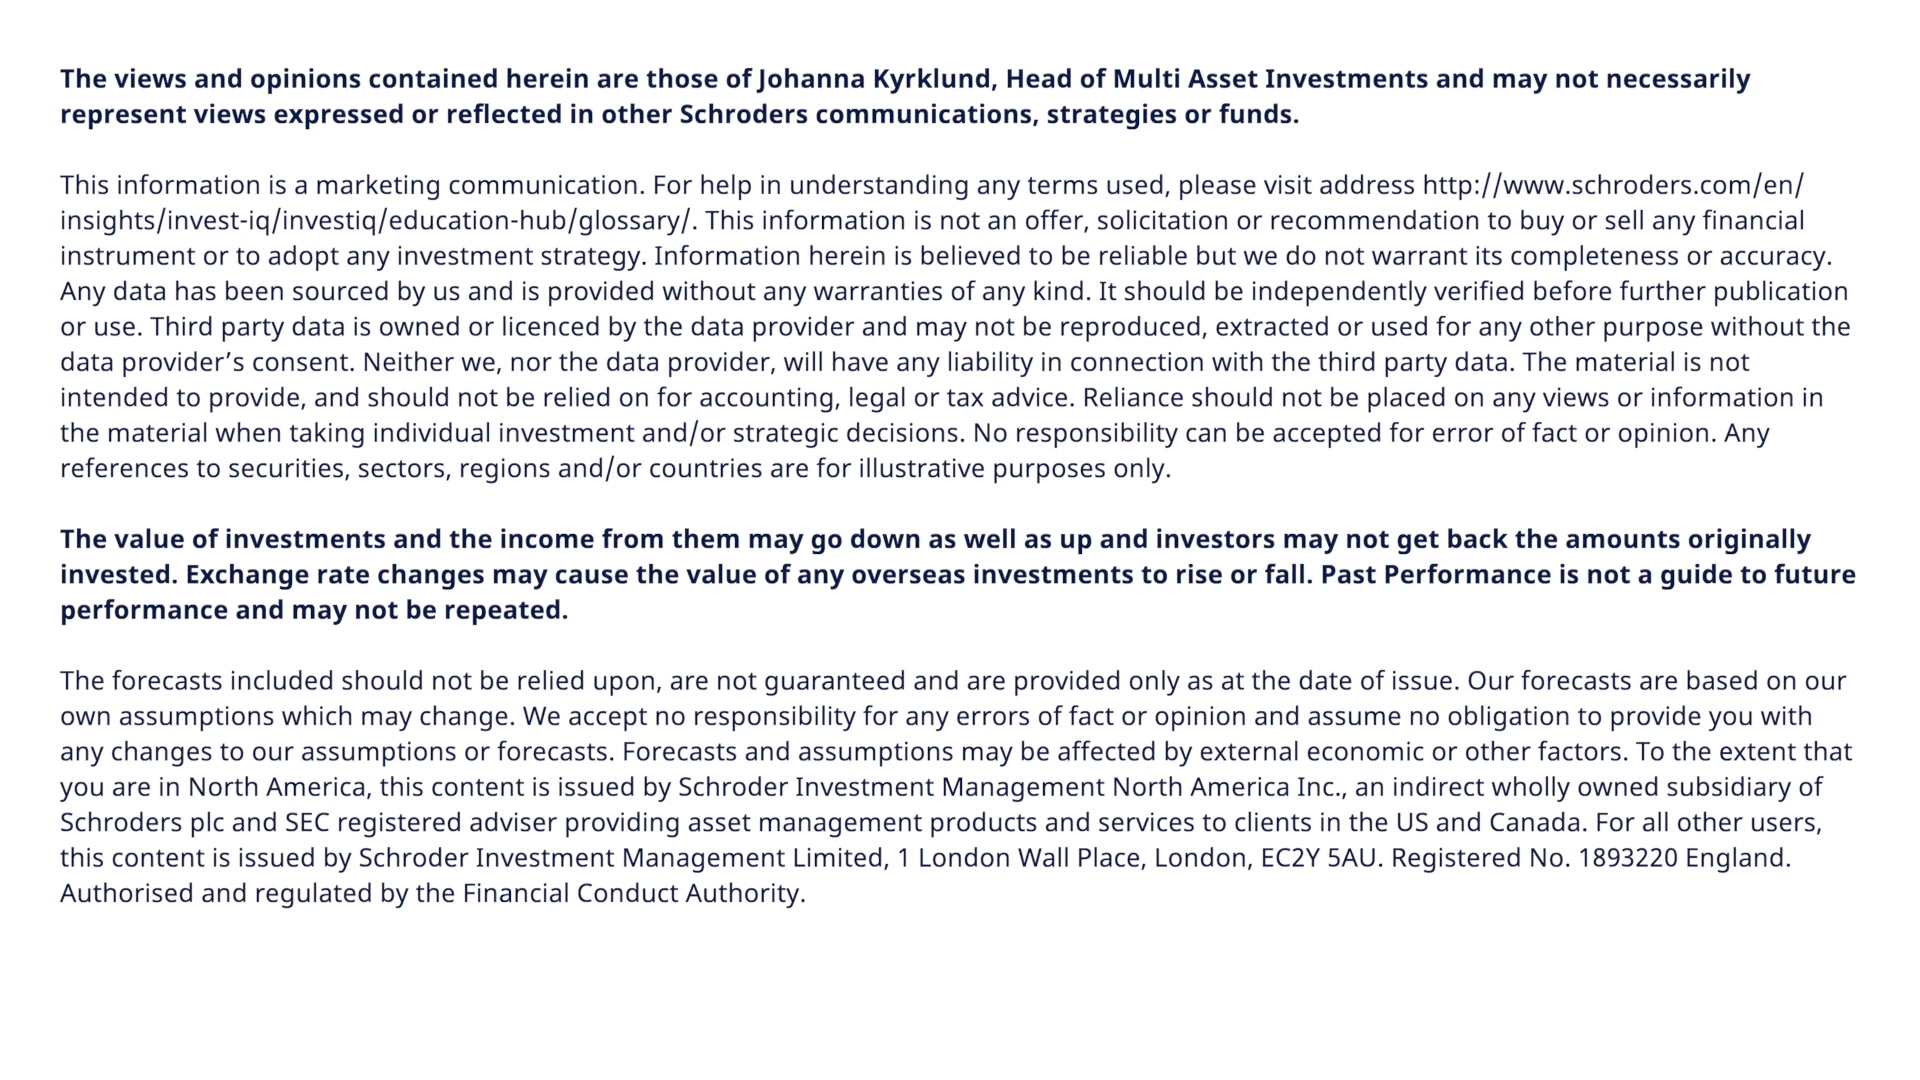 The views and opinions contained herein are those of Johanna Kyrklund, Head of Multi Asset Investments and may not necessarily
represent views expressed or reflected in other Schroders communications, strategies or funds.
This information is a marketing communication. For help in understanding any terms used, please visit address http://www.schroders.com/en/
insights/invest-iq/investiq/education-hub/glossary/. This information is not an offer, solicitation or recommendation to buy or sell any financial
instrument or to adopt any investment strategy. Information herein is believed to be reliable but we do not warrant its completeness or accuracy.
Any data has been sourced by us and is provided without any warranties of any kind. It should be independently verified before further publication
or use. Third party data is owned or licenced by the data provider and may not be reproduced, extracted or used for any other purpose without the
data provider’s consent. Neither we, nor the data provider, will have any liability in connection with the third party data. The material is not
intended to provide, and should not be relied on for accounting, legal or tax advice. Reliance should not be placed on any views or information in
the material when taking individual investment and/or strategic decisions. No responsibility can be accepted for error of fact or opinion. Any
references to securities, sectors, regions and/or countries are for illustrative purposes only.
The value of investments and the income from them may go down as well as up and investors may not get back the amounts originally
invested. Exchange rate changes may cause the value of any overseas investments to rise or fall. Past Performance is not a guide to future
performance and may not be repeated.
The forecasts included should not be relied upon, are not guaranteed and are provided only as at the date of issue. Our forecasts are based on our
own assumptions which may change. We accept no responsibility for any errors of fact or opinion and assume no obligation to provide you with
any changes to our assumptions or forecasts. Forecasts and assumptions may be affected by external economic or other factors. To the extent that
you are in North America, this content is issued by Schroder Investment Management North America Inc., an indirect wholly owned subsidiary of
Schroders plc and SEC registered adviser providing asset management products and services to clients in the US and Canada. For all other users,
this content is issued by Schroder Investment Management Limited, 1 London Wall Place, London, EC2Y 5AU. Registered No. 1893220 England.
Authorised and regulated by the Financial Conduct Authority.